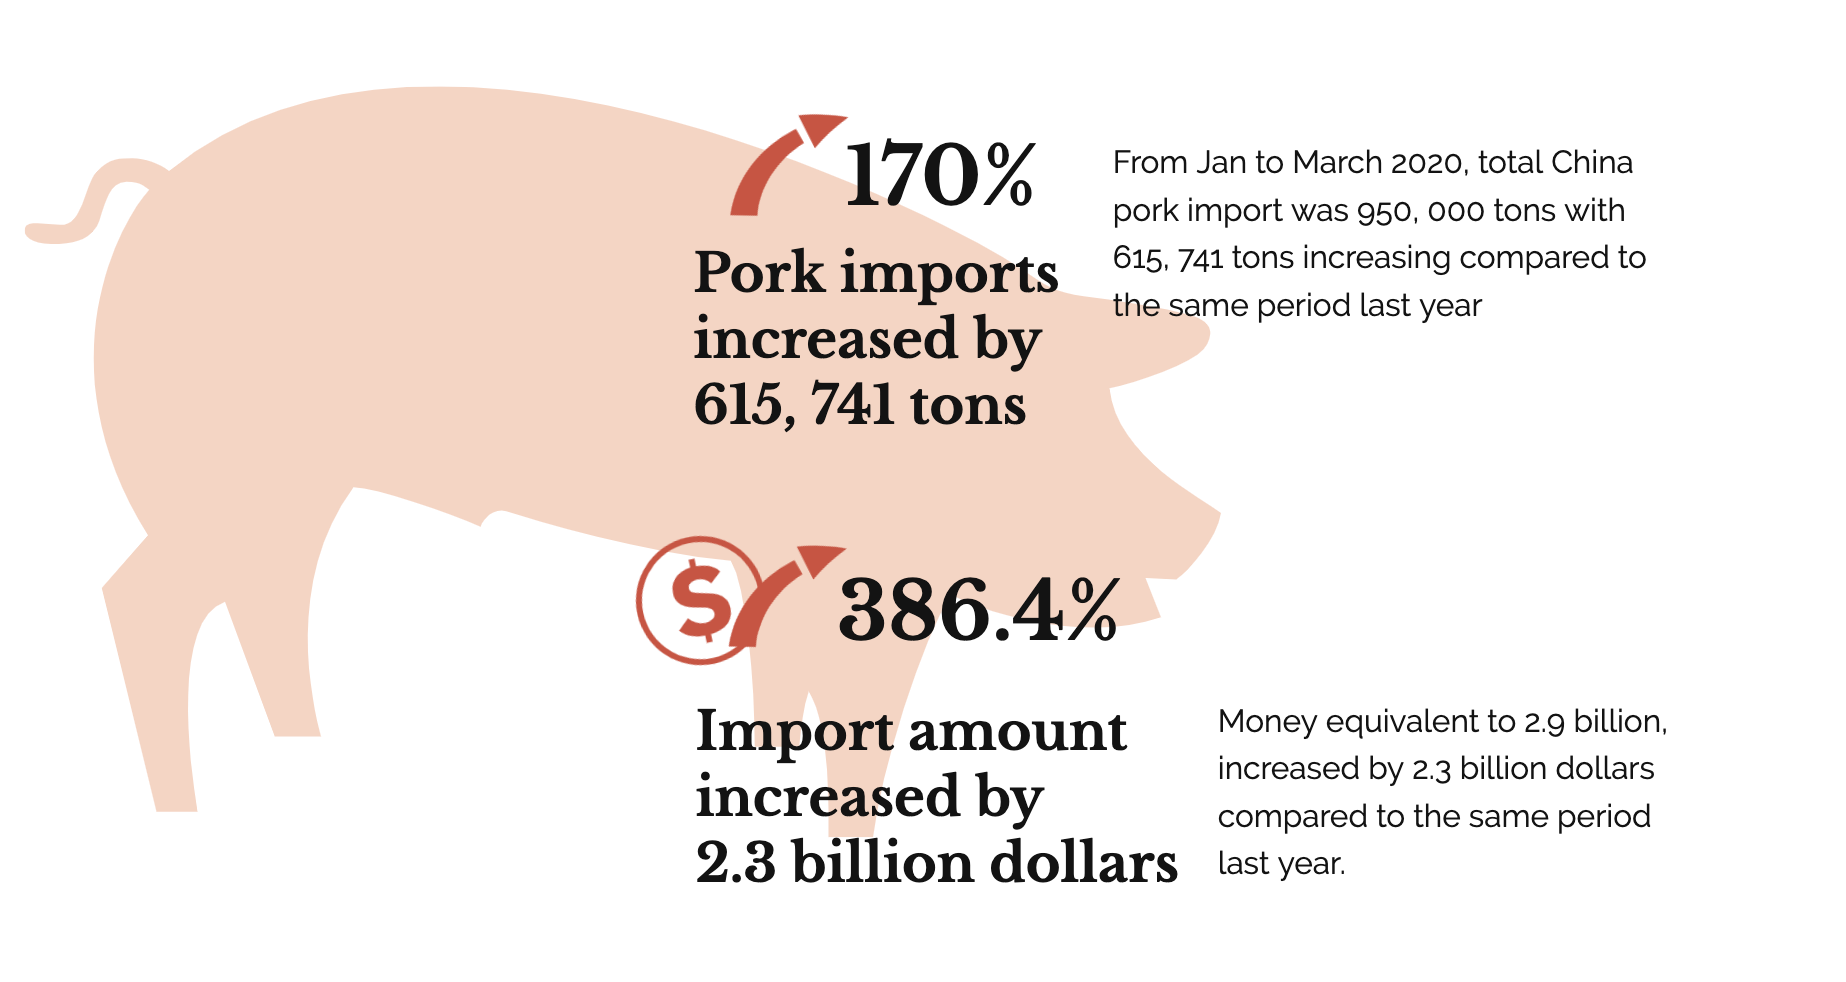 170%
Pork imports
increased by
615, 741 tons
From Jan to March 2020, total China
pork import was 950, 000 tons with
615, 741 tons increasing compared to
the same period last year
$
386.4%
Import amount
increased by
2.3 billion dollars
Money equivalent to 2.9 billion,
increased by 2.3 billion dollars
compared to the same period
last year.